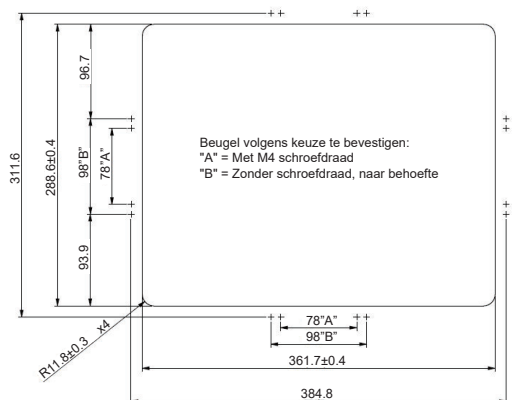 96.7
311.6
288.6±0.4
98"B"
78"A"
Beugel volgens keuze te bevestigen:
"A" = Met M4 schroefdraad
"B" = Zonder schroefdraad, naar behoefte
93.9
R11.8±0.3 x4
78"A"
98"B"
361.7±0.4
384.8